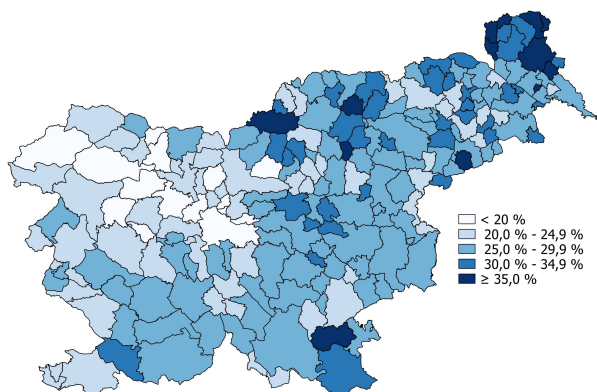 < 20 %
20,0 % - 24,9 %
25,0 % - 29,9 %
30,0 % - 34,9 %
≥ 35,0 %